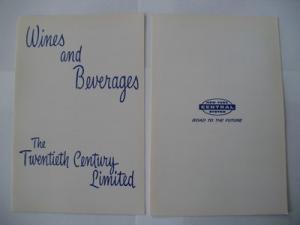 Wines
and
Beverages
The
Twentieth Century
Limited
NEW YORK
CENTRAL
SYSTEM
ROAD TO THE FUTURE